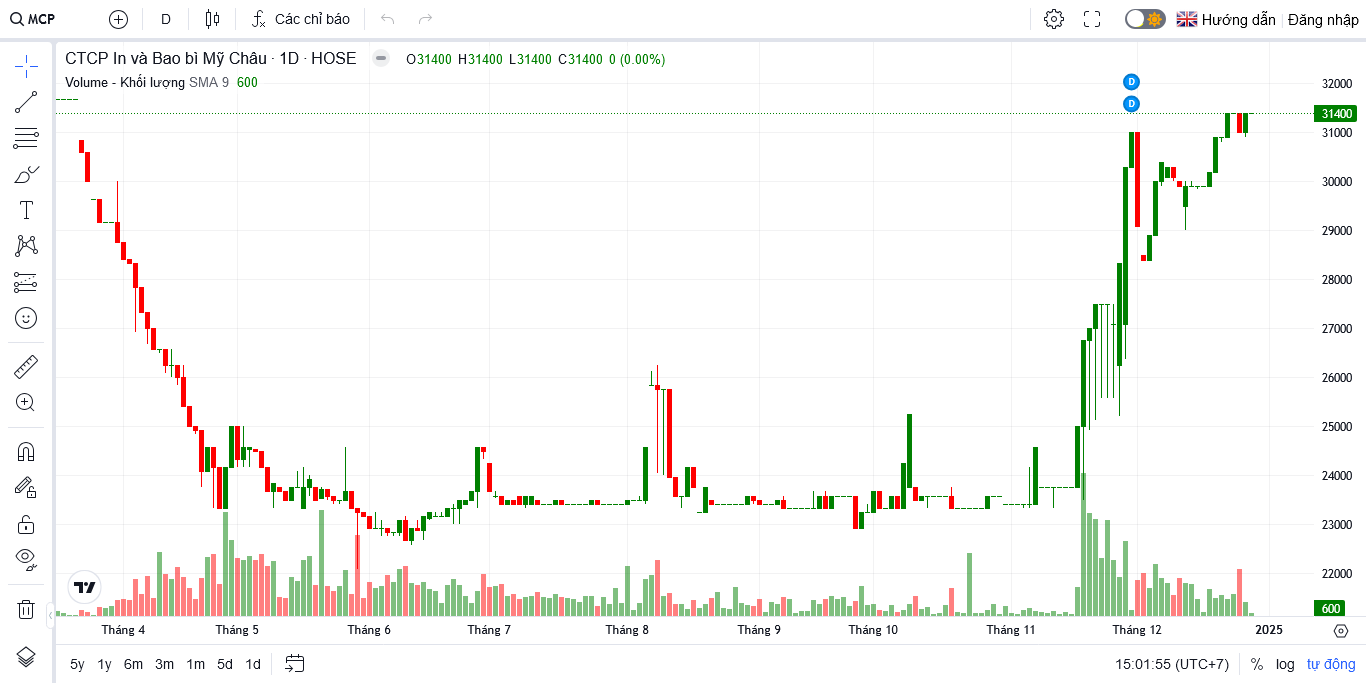 MCP D Các chỉ báo Hướng dẫn Đăng nhập
CTCP In và Bao bì Mỹ Châu · 1D · HOSE O31400 H31400 L31400 C31400 0 (0.00%)
Volume - Khối lượng SMA 9 600
D
D
32000
31400
31000
30000
29000
28000
27000
26000
25000
24000
23000
22000
600
Tháng 4 Tháng 5 Tháng 6 Tháng 7 Tháng 8 Tháng 9 Tháng 10 Tháng 11 Tháng 12 2025
5y 1y 6m 3m 1m 5d 1d 15:01:55 (UTC+7) % log tự động